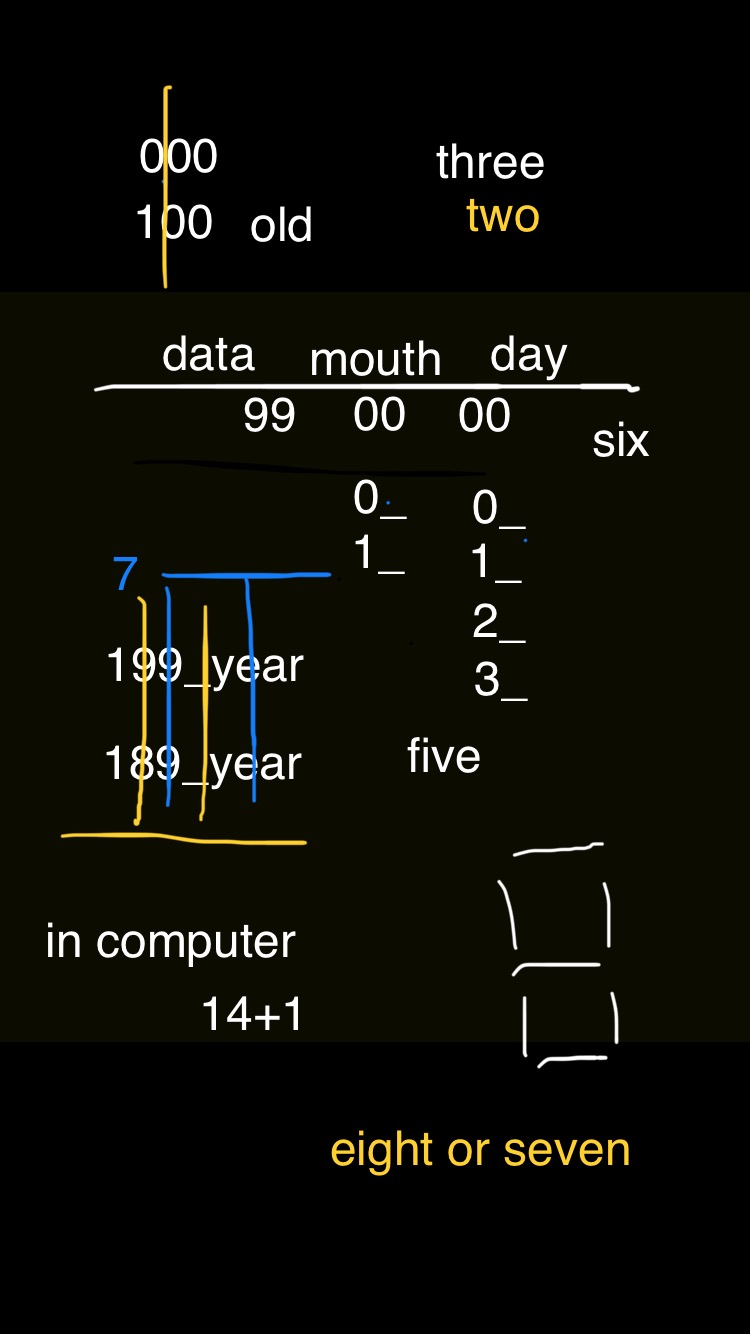 000 three
100 old two
data mouth day
99 00 00 six
0_ 0_
1_ 1_
7
2_
199_year 3_
189_year five
in computer
14+1
eight or seven